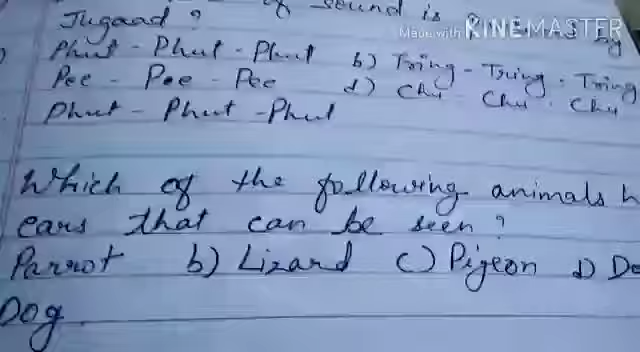 of sound is
Made with KINEMASTER
Jugaad ?
by
Phut - Phut - Phut b) Tring - Tring - Tring
Pee - Pee - Pee d) Chu - Chu - Chu
Phut - Phut - Phut
Which of the following animals h
ears that can be seen ?
Parrot b) Lizard c) Pigeon d) Do
Dog.